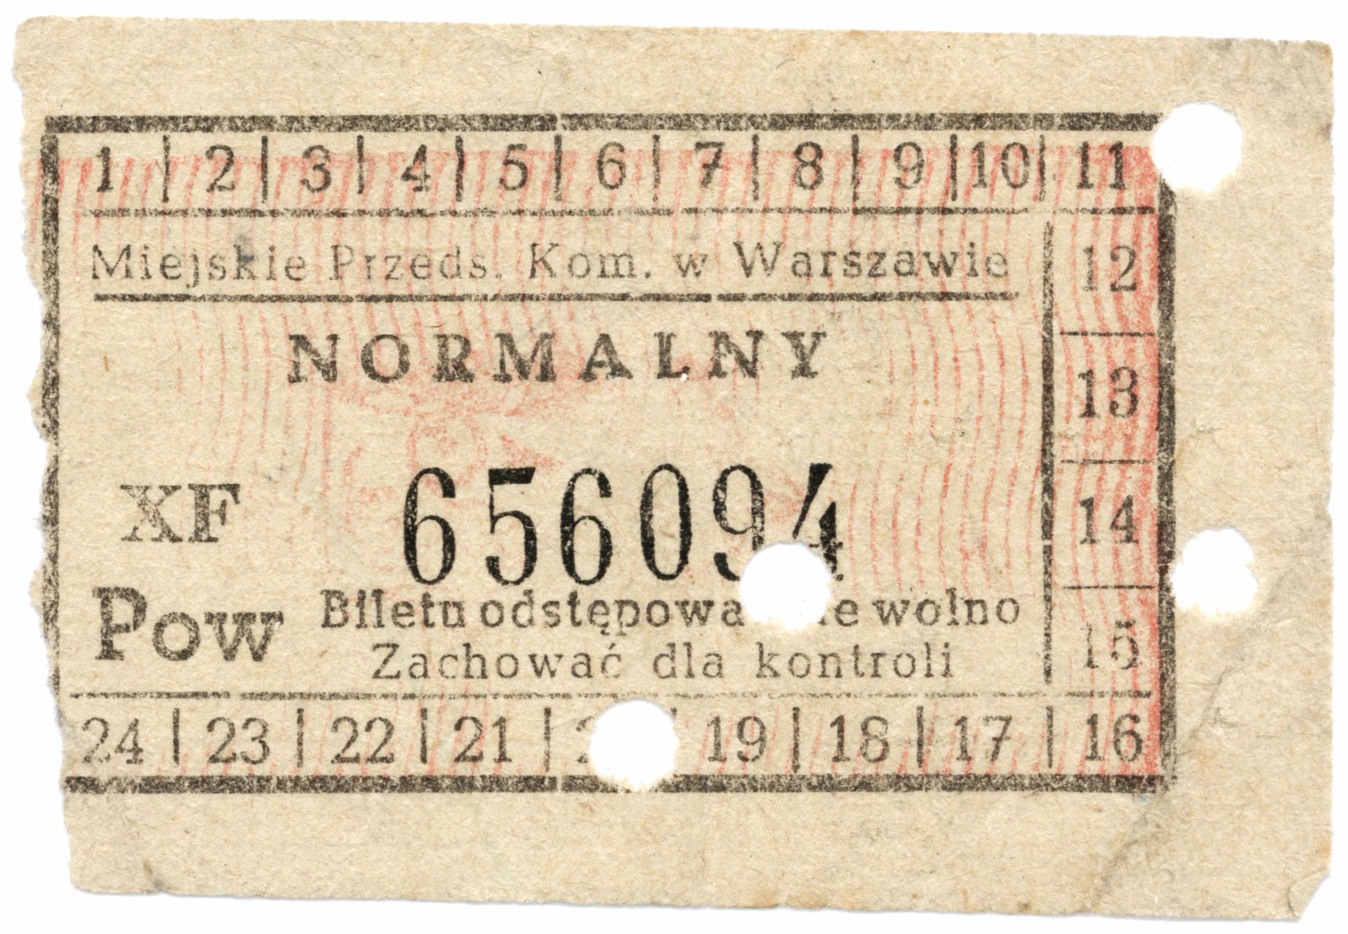 1 | 2 | 3 | 4 | 5 | 6 | 7 | 8 | 9 | 10 | 11
Miejskie Przeds. Kom. w Warszawie
12
NORMALNY
13
XF 656094
14
Pow
Biletu odstępowa e wolno
Zachować dla kontroli
15
24 | 23 | 22 | 21 | 19 | 18 | 17 | 16